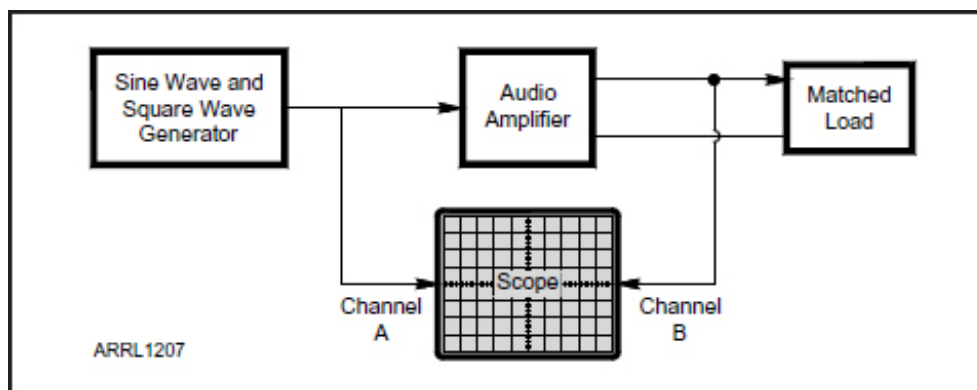 Sine Wave and
Square Wave
Generator
Audio
Amplifier
Matched
Load
Scope
Channel
A
Channel
B
ARRL1207